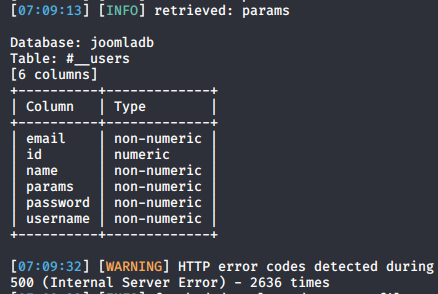 [07:09:13] [INFO] retrieved: params
Database: joomladb
Table: #__users
[6 columns]
+----------+-------------+
| Column | Type |
+----------+-------------+
| email | non-numeric |
| id | numeric |
| name | non-numeric |
| params | non-numeric |
| password | non-numeric |
| username | non-numeric |
+----------+-------------+
[07:09:32] [WARNING] HTTP error codes detected during
500 (Internal Server Error) - 2636 times